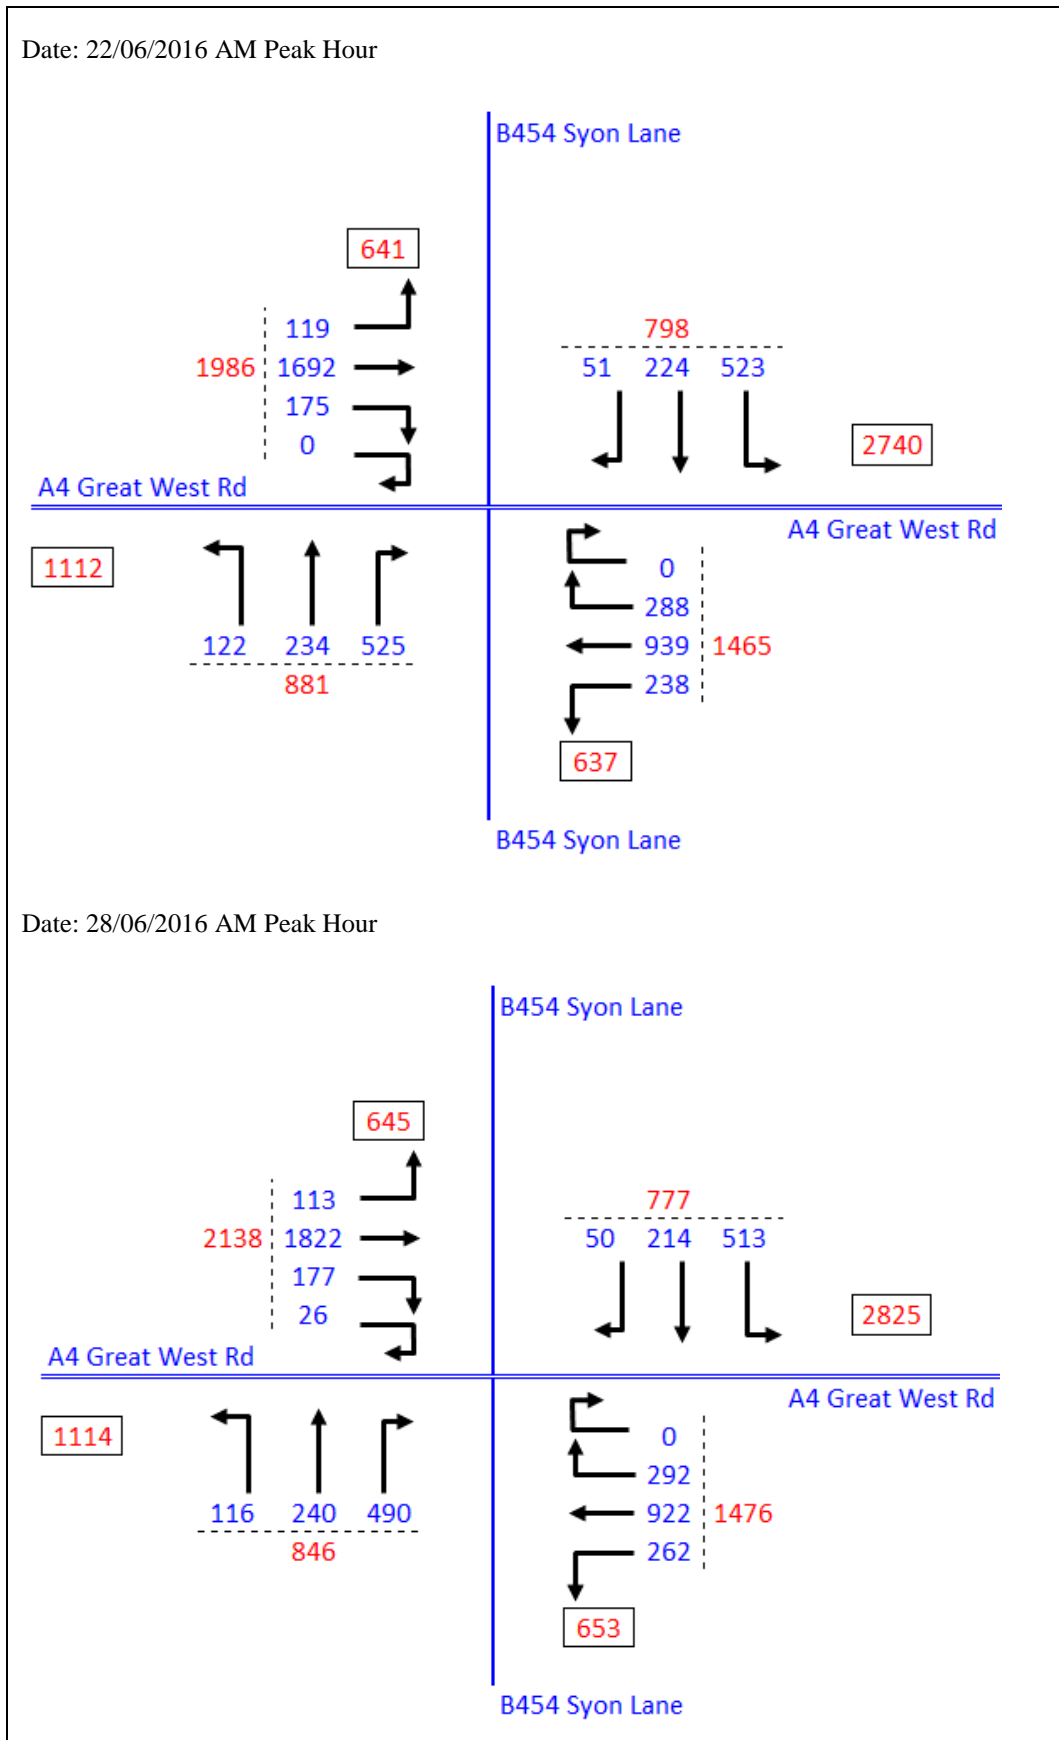 Date: 22/06/2016 AM Peak Hour
B454 Syon Lane
641
119
798
1986 1692
51 224 523
175
0
2740
A4 Great West Rd
A4 Great West Rd
1112
0
288
122 234 525
939 1465
881
238
637
B454 Syon Lane
Date: 28/06/2016 AM Peak Hour
B454 Syon Lane
645
113
777
2138 1822
50 214 513
177
26
2825
A4 Great West Rd
A4 Great West Rd
1114
0
292
116 240 490
922 1476
846
262
653
B454 Syon Lane